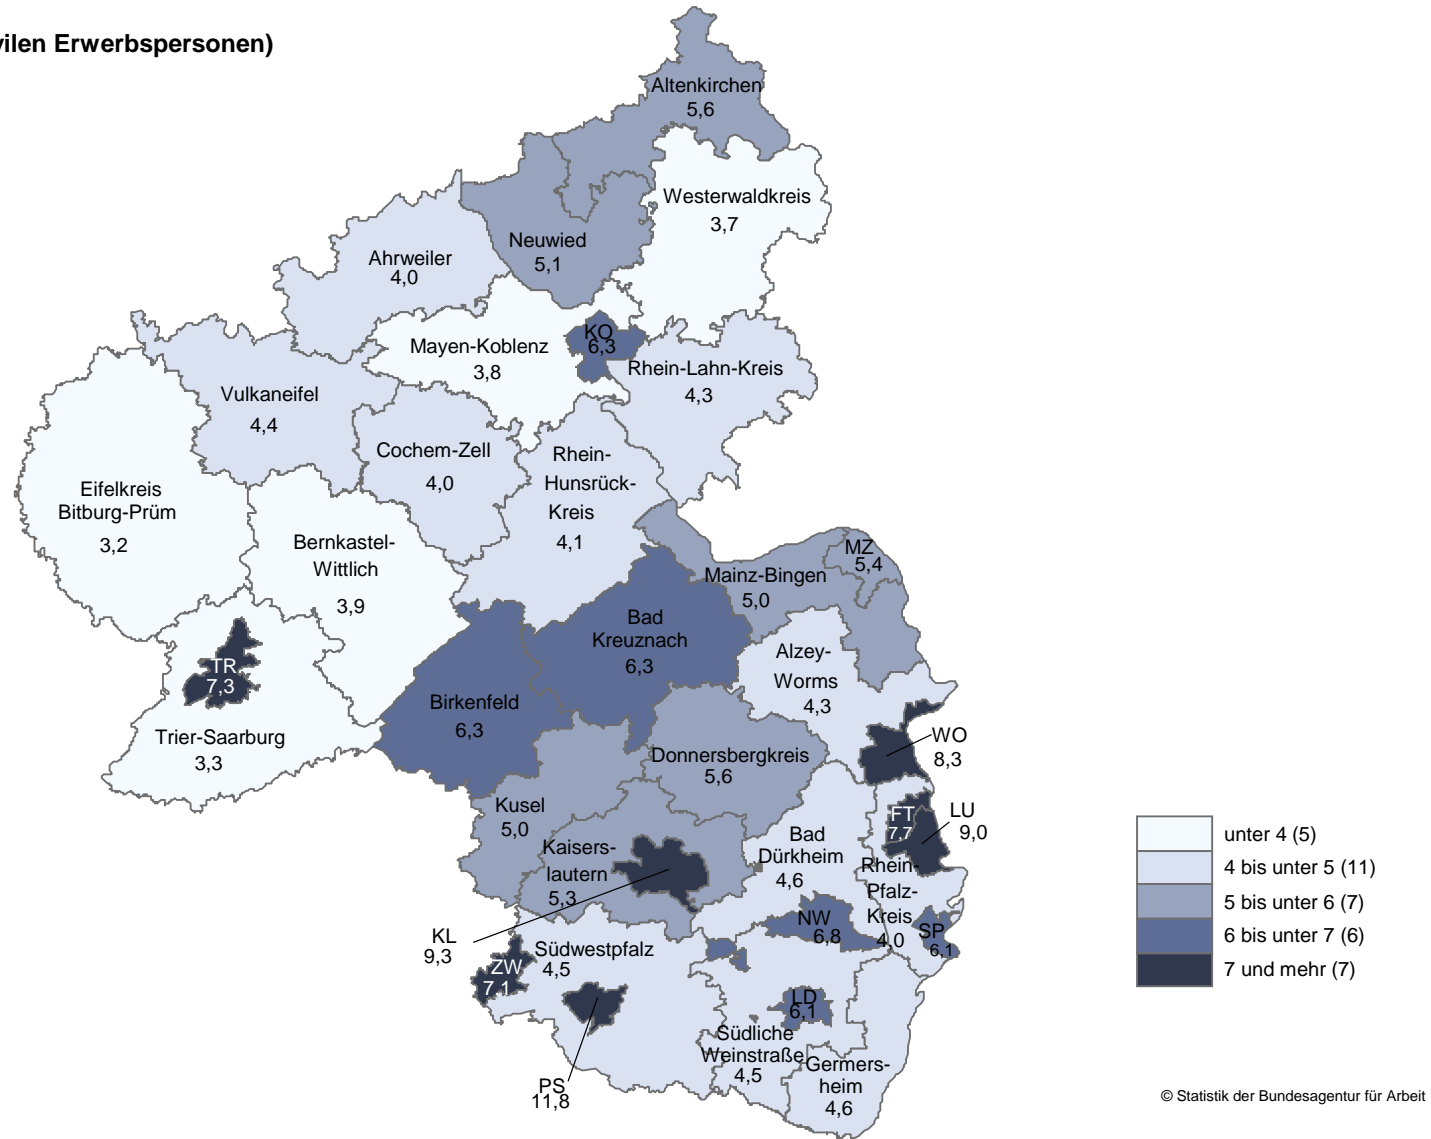 vilen Erwerbspersonen)
Altenkirchen
5,6
Westerwaldkreis
3,7
Neuwied
5,1
Ahrweiler
4,0
KO
6,3
Mayen-Koblenz
3,8
Rhein-Lahn-Kreis
4,3
Vulkaneifel
4,4
Cochem-Zell
4,0
Rhein-
Hunsrück-
Kreis
4,1
Eifelkreis
Bitburg-Prüm
3,2
Bernkastel-
Wittlich
3,9
MZ
5,4
Mainz-Bingen
5,0
Bad
Kreuznach
6,3
Alzey-
Worms
4,3
TR
7,3
Trier-Saarburg
3,3
Birkenfeld
6,3
WO
8,3
Donnersbergkreis
5,6
Kusel
5,0
FT
7,7
LU
9,0
Kaisers-
lautern
5,3
Bad
Dürkheim
4,6
Rhein-
Pfalz-
Kreis
4,0
NW
6,8
SP
6,1
KL
9,3
Südwestpfalz
4,5
ZW
7,1
LD
6,1
Südliche
Weinstraße
4,5
Germers-
heim
4,6
PS
11,8
unter 4 (5)
4 bis unter 5 (11)
5 bis unter 6 (7)
6 bis unter 7 (6)
7 und mehr (7)
© Statistik der Bundesagentur für Arbeit